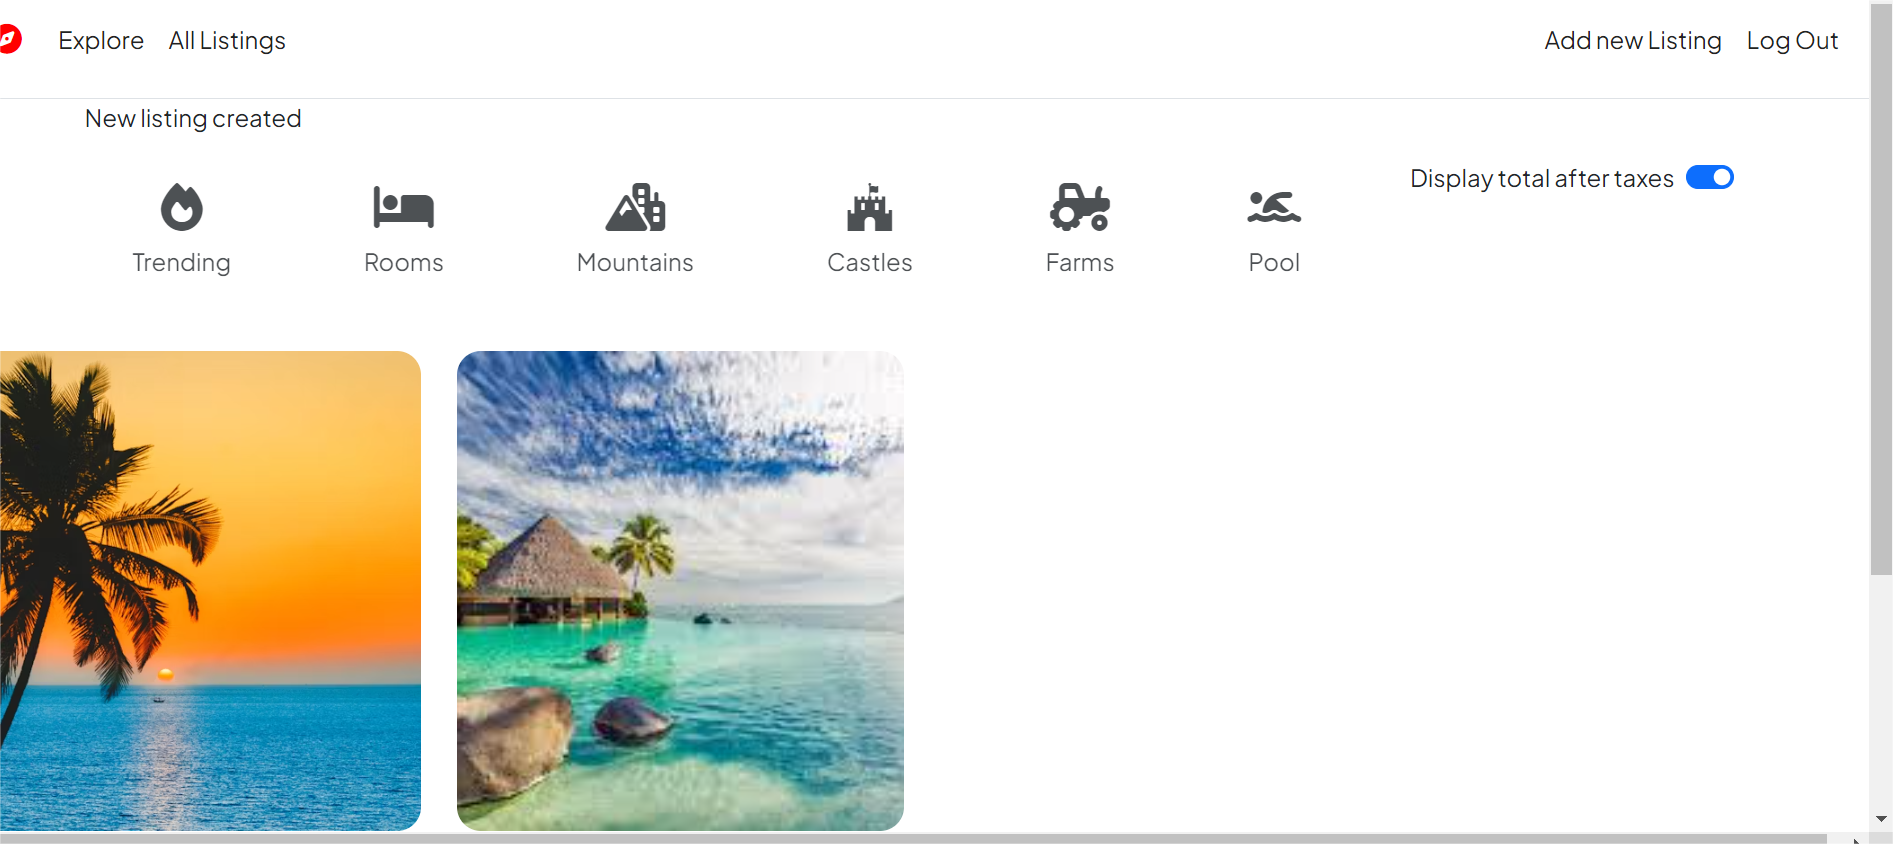 Explore All Listings Add new Listing Log Out
New listing created
Display total after taxes
Trending Rooms Mountains Castles Farms Pool